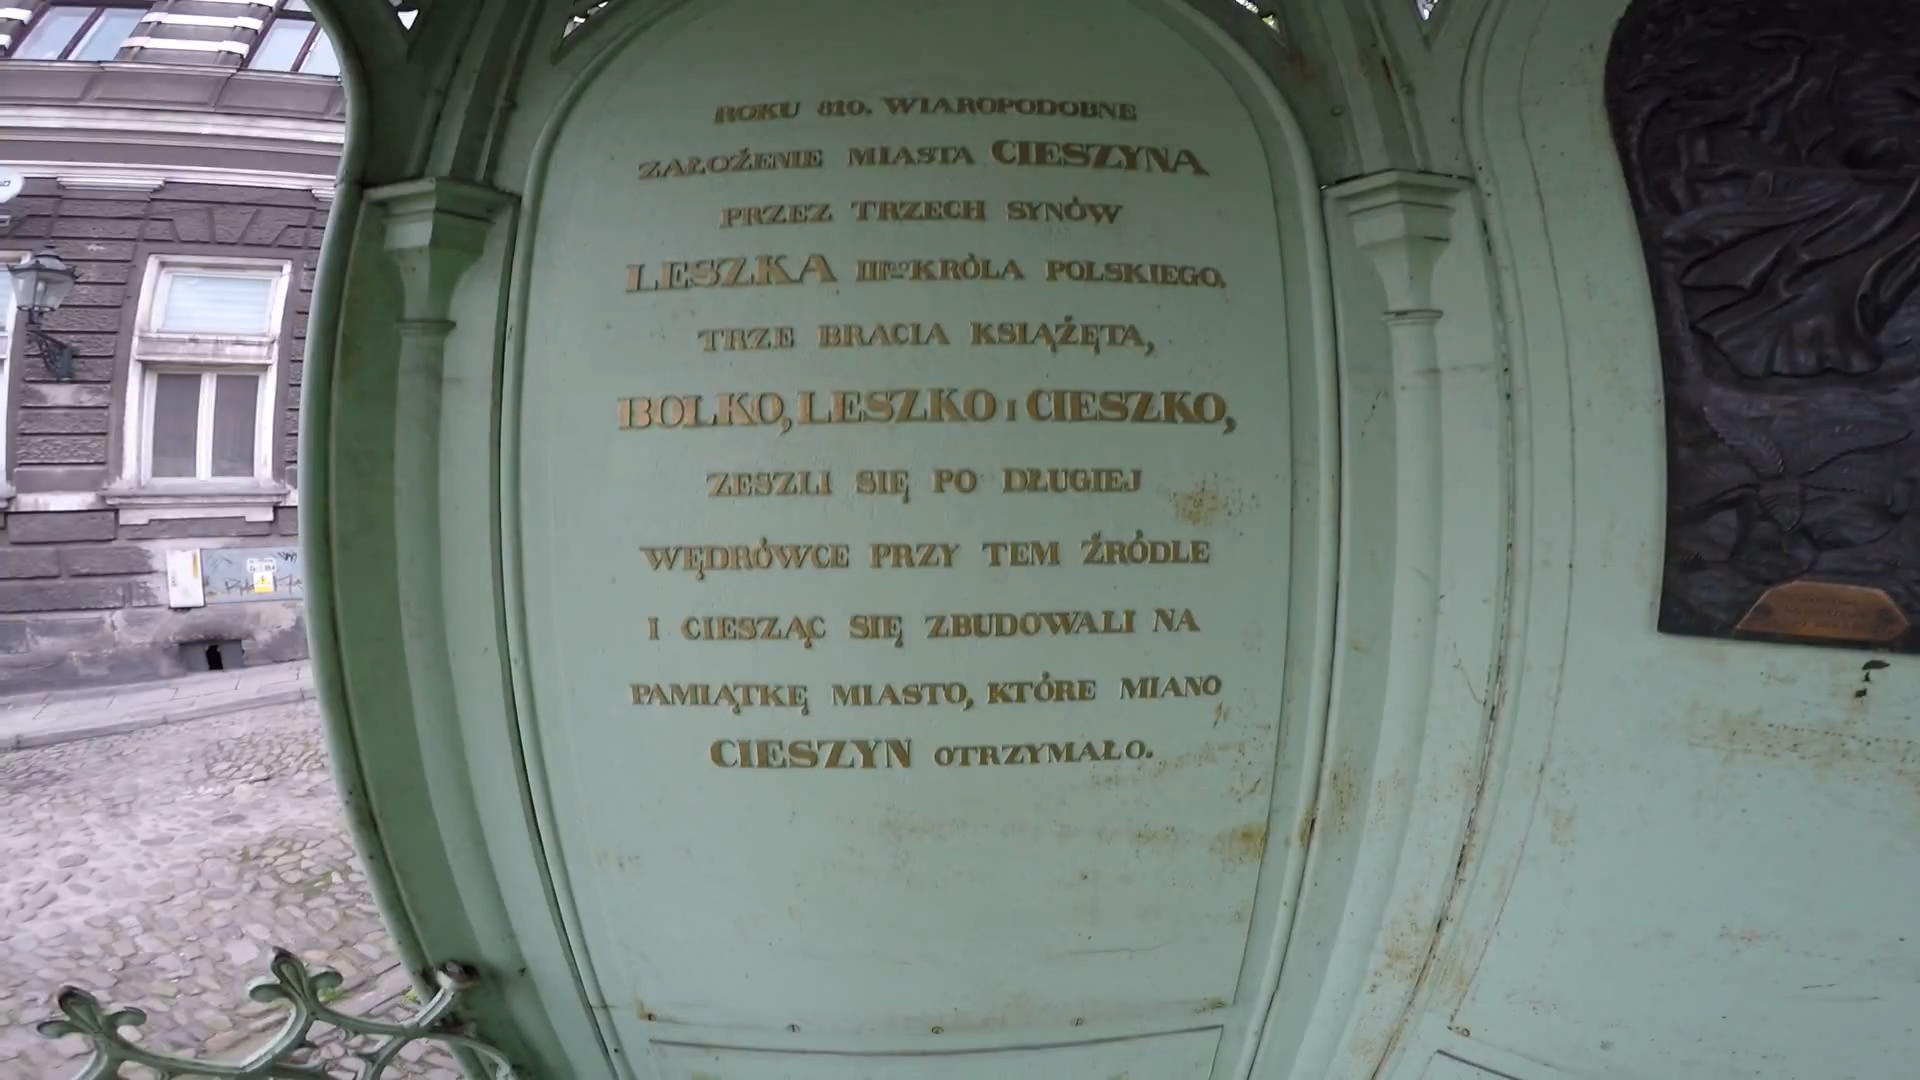 ROKU 810. WIAROPODOBNE
ZAŁOŻENIE MIASTA CIESZYNA
PRZEZ TRZECH SYNÓW
LESZKA IIIGO KRÓLA POLSKIEGO.
TRZE BRACIA KSIĄŻĘTA,
BOLKO, LESZKO I CIESZKO,
ZESZLI SIĘ PO DŁUGIEJ
WĘDRÓWCE PRZY TEM ŹRÓDLE
I CIESZĄC SIĘ ZBUDOWALI NA
PAMIĄTKĘ MIASTO, KTÓRE MIANO
CIESZYN OTRZYMAŁO.